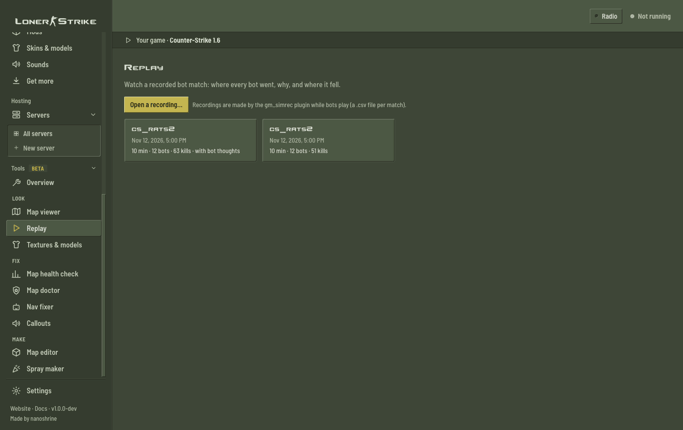 LONERSTRIKE
Radio
Not running
Mods
Skins & models
Sounds
Get more
Hosting
Servers
All servers
New server
Tools BETA
Overview
LOOK
Map viewer
Replay
Textures & models
FIX
Map health check
Map doctor
Nav fixer
Callouts
MAKE
Map editor
Spray maker
Settings
Website · Docs · v1.0.0-dev
Made by nanoshrine
Your game · Counter-Strike 1.6
REPLAY
Watch a recorded bot match: where every bot went, why, and where it fell.
Open a recording...
Recordings are made by the gm_simrec plugin while bots play (a .csv file per match).
CS_RATS2
Nov 12, 2026, 5:00 PM
10 min · 12 bots · 63 kills · with bot thoughts
CS_RATS2
Nov 12, 2026, 5:00 PM
10 min · 12 bots · 51 kills